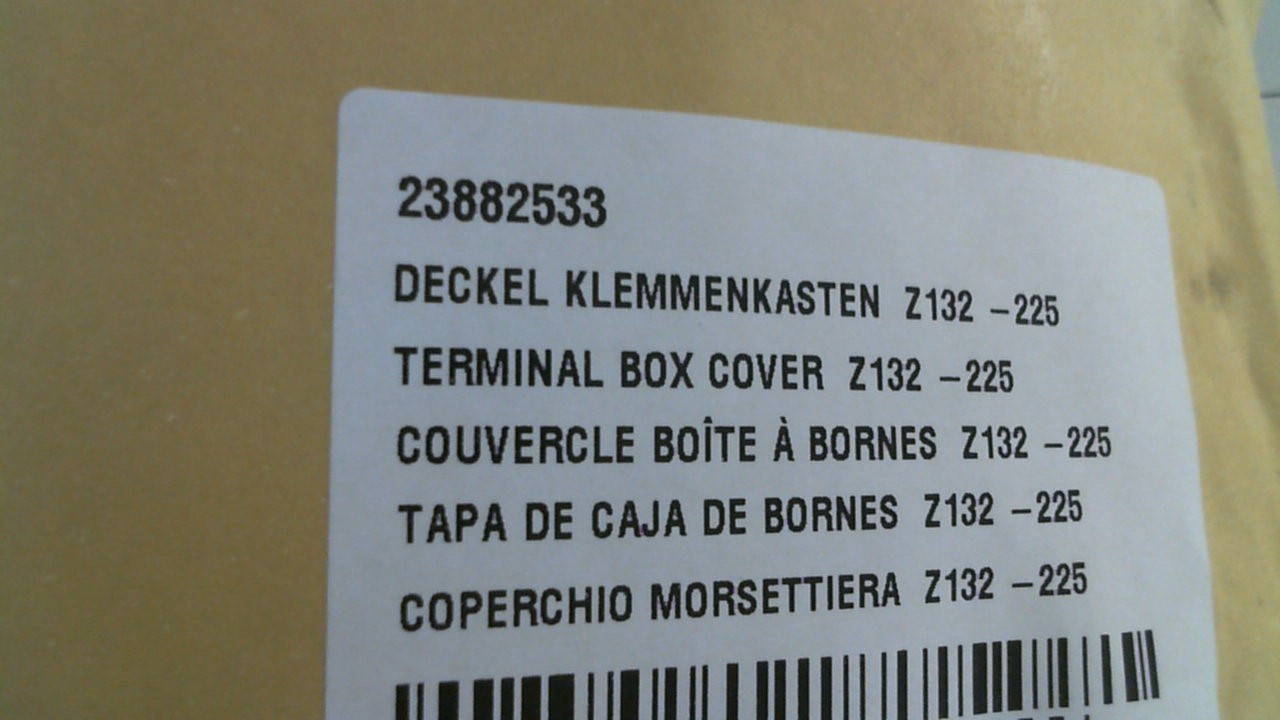 23882533
DECKEL KLEMMENKASTEN Z132 –225
TERMINAL BOX COVER Z132 –225
COUVERCLE BOÎTE À BORNES Z132 –225
TAPA DE CAJA DE BORNES Z132 –225
COPERCHIO MORSETTIERA Z132 –225